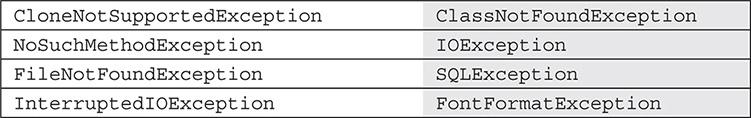 CloneNotSupportedException ClassNotFoundException
NoSuchMethodException IOException
FileNotFoundException SQLException
InterruptedIOException FontFormatException